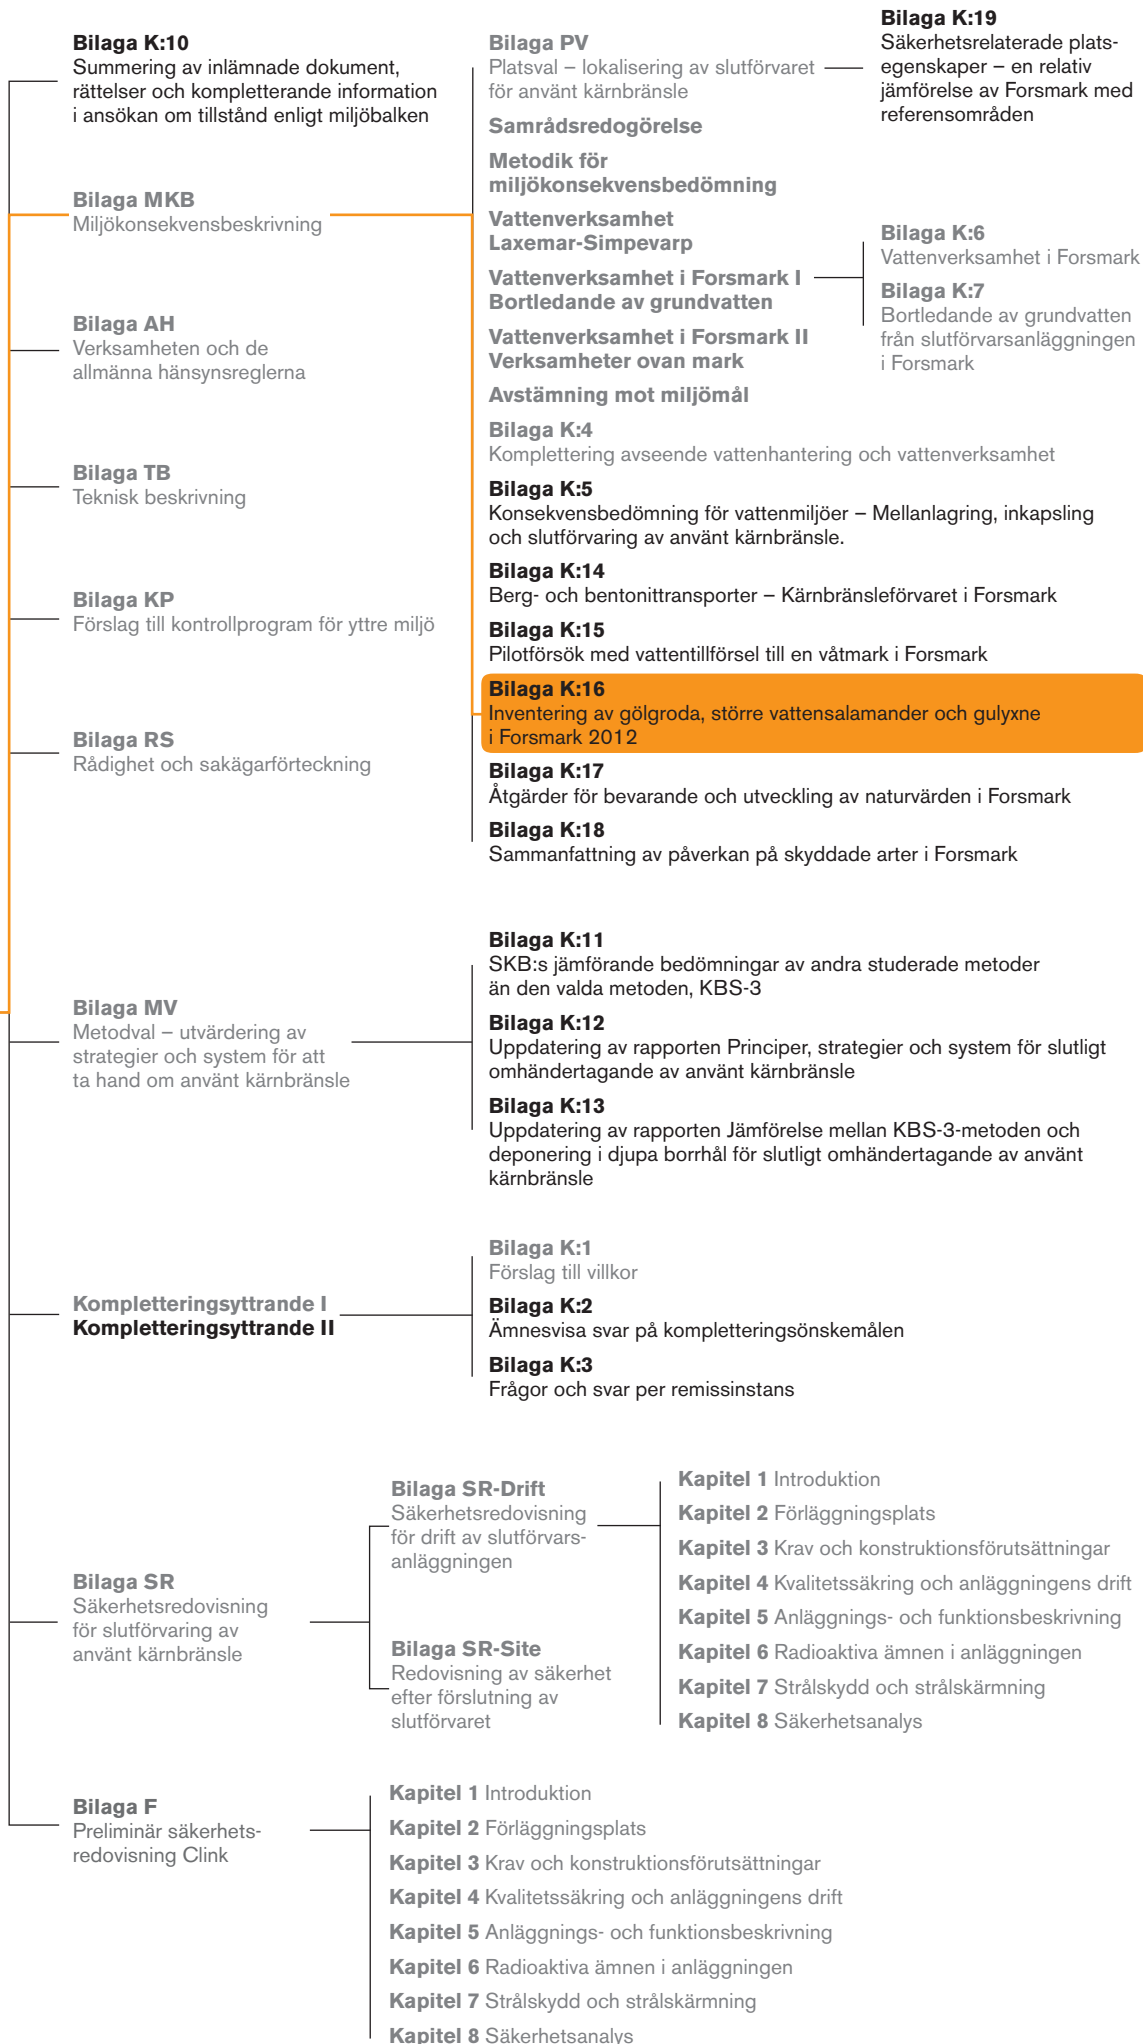 Bilaga K:10
Summering av inlämnade dokument,
rättelser och kompletterande information
i ansökan om tillstånd enligt miljöbalken
Bilaga MKB
Miljökonsekvensbeskrivning
Bilaga PV
Platsval – lokalisering av slutförvaret
för använt kärnbränsle
Bilaga K:19
Säkerhetsrelaterade plats-
egenskaper – en relativ
jämförelse av Forsmark med
referensområden
Samrådsredogörelse
Metodik för
miljökonsekvensbedömning
Vattenverksamhet
Laxemar-Simpevarp
Vattenverksamhet i Forsmark I
Bortledande av grundvatten
Bilaga K:6
Vattenverksamhet i Forsmark
Bilaga K:7
Bortledande av grundvatten
från slutförvarsanläggningen
i Forsmark
Vattenverksamhet i Forsmark II
Verksamheter ovan mark
Avstämning mot miljömål
Bilaga K:4
Komplettering avseende vattenhantering och vattenverksamhet
Bilaga K:5
Konsekvensbedömning för vattenmiljöer – Mellanlagring, inkapsling
och slutförvaring av använt kärnbränsle.
Bilaga K:14
Berg- och bentonittransporter – Kärnbränsleförvaret i Forsmark
Bilaga K:15
Pilotförsök med vattentillförsel till en våtmark i Forsmark
Bilaga K:16
Inventering av gölgroda, större vattensalamander och gulyxne
i Forsmark 2012
Bilaga K:17
Åtgärder för bevarande och utveckling av naturvärden i Forsmark
Bilaga K:18
Sammanfattning av påverkan på skyddade arter i Forsmark
Bilaga AH
Verksamheten och de
allmänna hänsynsreglerna
Bilaga TB
Teknisk beskrivning
Bilaga KP
Förslag till kontrollprogram för yttre miljö
Bilaga RS
Rådighet och sakägarförteckning
Bilaga MV
Metodval – utvärdering av
strategier och system för att
ta hand om använt kärnbränsle
Bilaga K:11
SKB:s jämförande bedömningar av andra studerade metoder
än den valda metoden, KBS-3
Bilaga K:12
Uppdatering av rapporten Principer, strategier och system för slutligt
omhändertagande av använt kärnbränsle
Bilaga K:13
Uppdatering av rapporten Jämförelse mellan KBS-3-metoden och
deponering i djupa borrhål för slutligt omhändertagande av använt
kärnbränsle
Kompletteringsyttrande I
Kompletteringsyttrande II
Bilaga K:1
Förslag till villkor
Bilaga K:2
Ämnesvisa svar på kompletteringsönskemålen
Bilaga K:3
Frågor och svar per remissinstans
Bilaga SR
Säkerhetsredovisning
för slutförvaring av
använt kärnbränsle
Bilaga SR-Drift
Säkerhetsredovisning
för drift av slutförvars-
anläggningen
Kapitel 1 Introduktion
Kapitel 2 Förläggningsplats
Kapitel 3 Krav och konstruktionsförutsättningar
Kapitel 4 Kvalitetssäkring och anläggningens drift
Kapitel 5 Anläggnings- och funktionsbeskrivning
Kapitel 6 Radioaktiva ämnen i anläggningen
Kapitel 7 Strålskydd och strålskärmning
Kapitel 8 Säkerhetsanalys
Bilaga SR-Site
Redovisning av säkerhet
efter förslutning av
slutförvaret
Bilaga F
Preliminär säkerhets-
redovisning Clink
Kapitel 1 Introduktion
Kapitel 2 Förläggningsplats
Kapitel 3 Krav och konstruktionsförutsättningar
Kapitel 4 Kvalitetssäkring och anläggningens drift
Kapitel 5 Anläggnings- och funktionsbeskrivning
Kapitel 6 Radioaktiva ämnen i anläggningen
Kapitel 7 Strålskydd och strålskärmning
Kapitel 8 Säkerhetsanalys